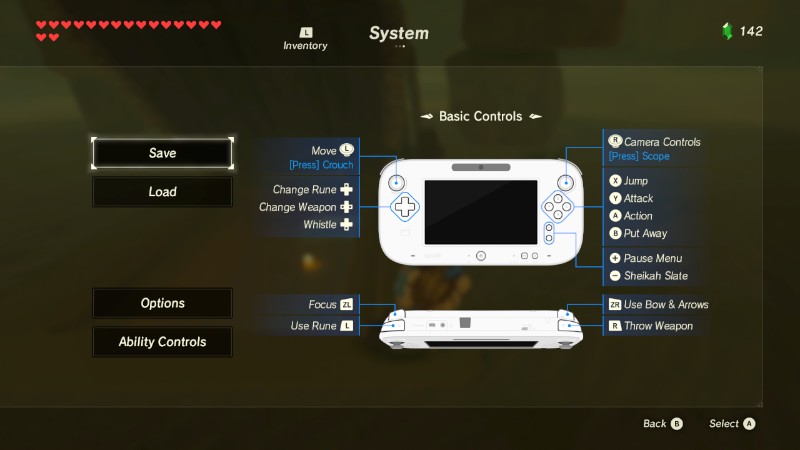 L
Inventory
System
142
Basic Controls
Save
Load
Options
Ability Controls
Move L
[Press] Crouch
Change Rune
Change Weapon
Whistle
Focus ZL
Use Rune L
R Camera Controls
[Press] Scope
X Jump
Y Attack
A Action
B Put Away
+ Pause Menu
− Sheikah Slate
ZR Use Bow & Arrows
R Throw Weapon
Back B
Select A